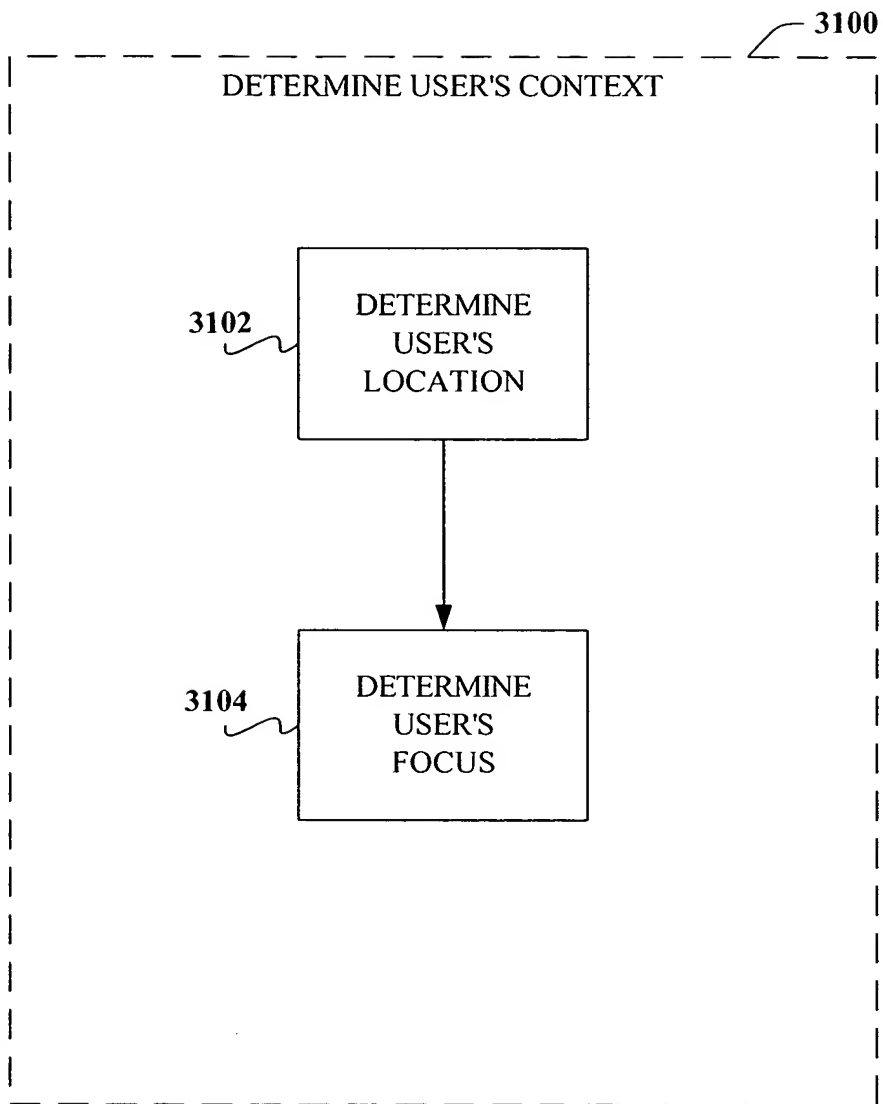 3100
DETERMINE USER'S CONTEXT
3102
DETERMINE
USER'S
LOCATION
3104
DETERMINE
USER'S
FOCUS